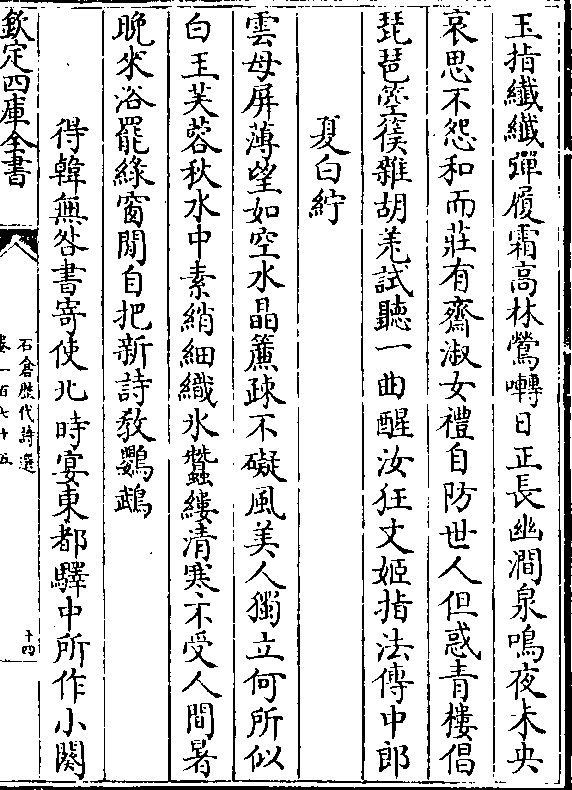 玉指纖纖彈履霜高林鶯囀日正長幽澗泉鳴夜未央
哀思不怨和而莊有齋淑女禮自防世人但惑青樓倡
琵琶箜篌雜胡羌試聽一曲醒汝狂丈姬指法傳中郎
夏白紵
雲母屏薄望如空水晶簾疎不礙風美人獨立何所似
白玉芙蓉秋水中素綃細織氷蠶縷清寒不受人間暑
晚來浴罷綠窗閒自把新詩教鸚鵡
得韓無咎書寄使北時宴東都驛中所作小闋
欽定四庫全書
石倉歷代詩選
卷一百七十五
十四